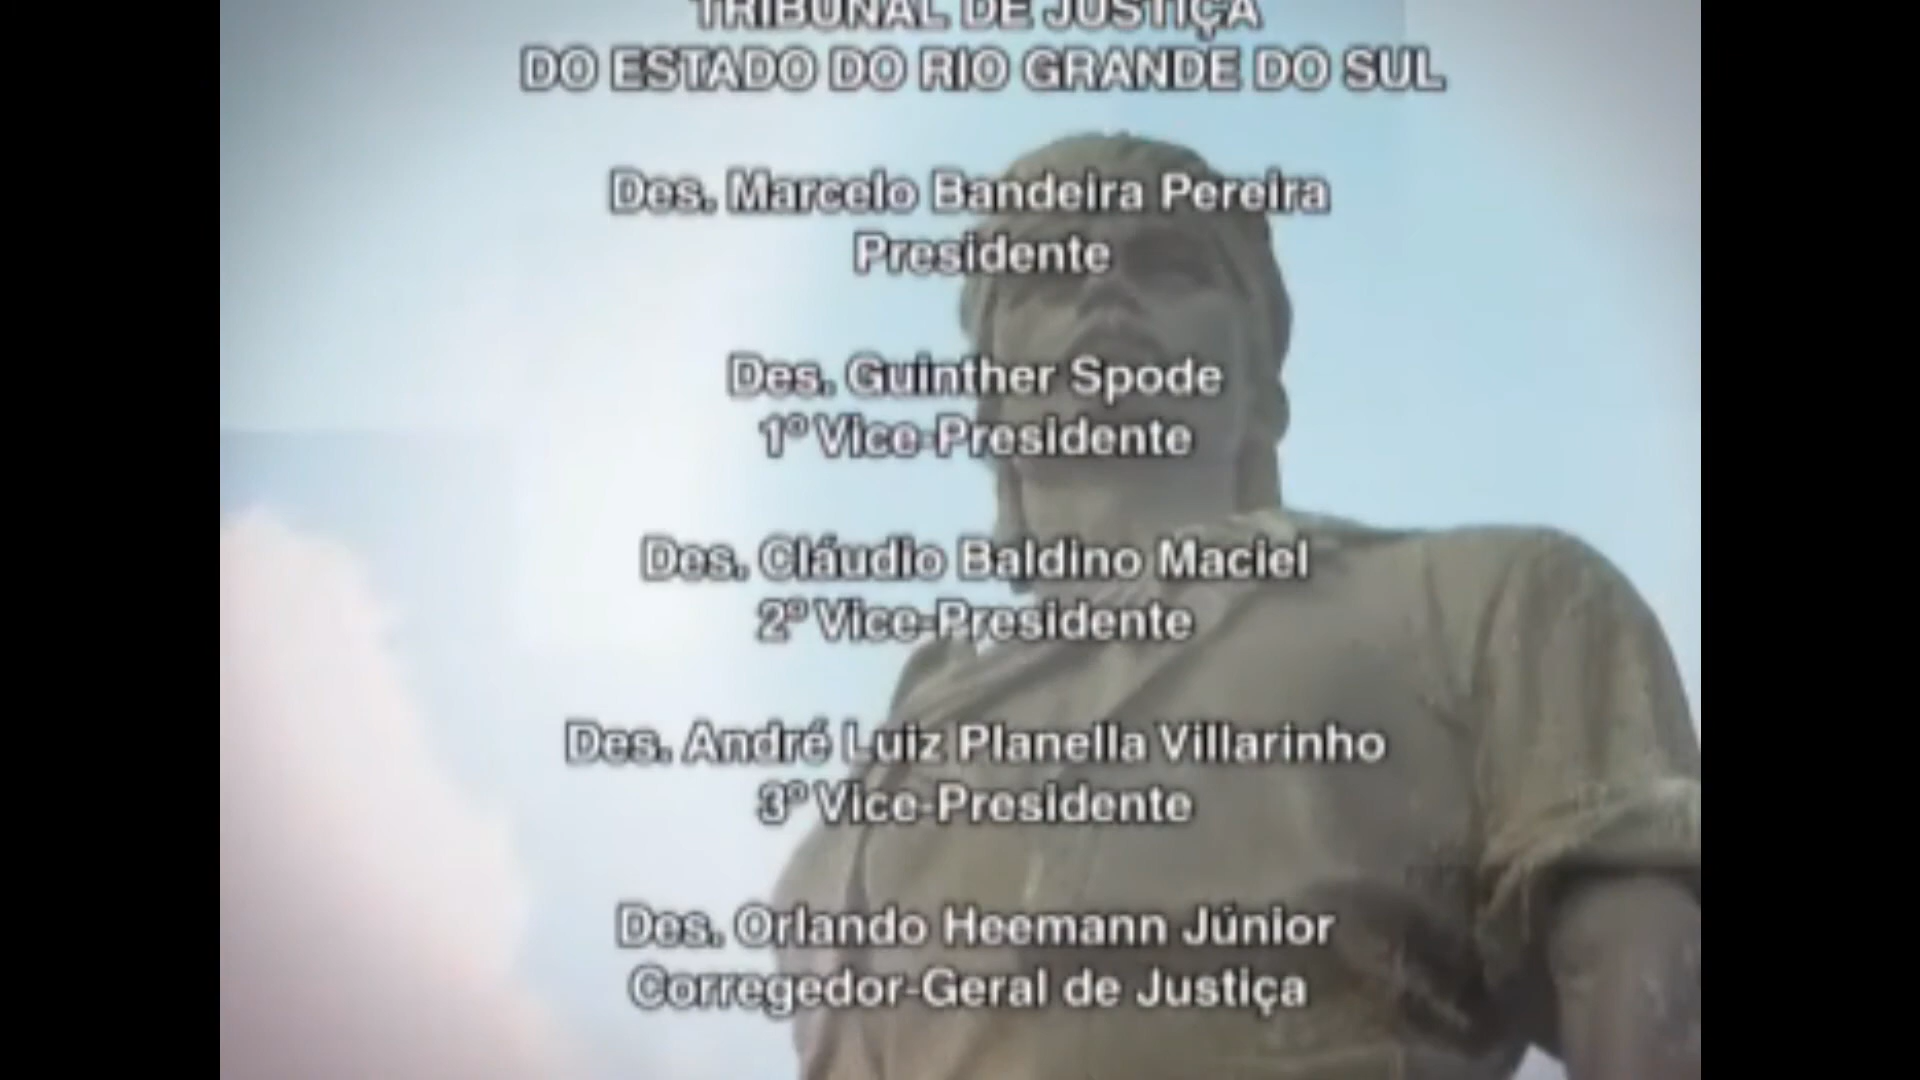 TRIBUNAL DE JUSTIÇA
DO ESTADO DO RIO GRANDE DO SUL
Des. Marcelo Bandeira Pereira
Presidente
Des. Guinther Spode
1º Vice-Presidente
Des. Cláudio Baldino Maciel
2º Vice-Presidente
Des. André Luiz Planella Villarinho
3º Vice-Presidente
Des. Orlando Heemann Júnior
Corregedor-Geral de Justiça